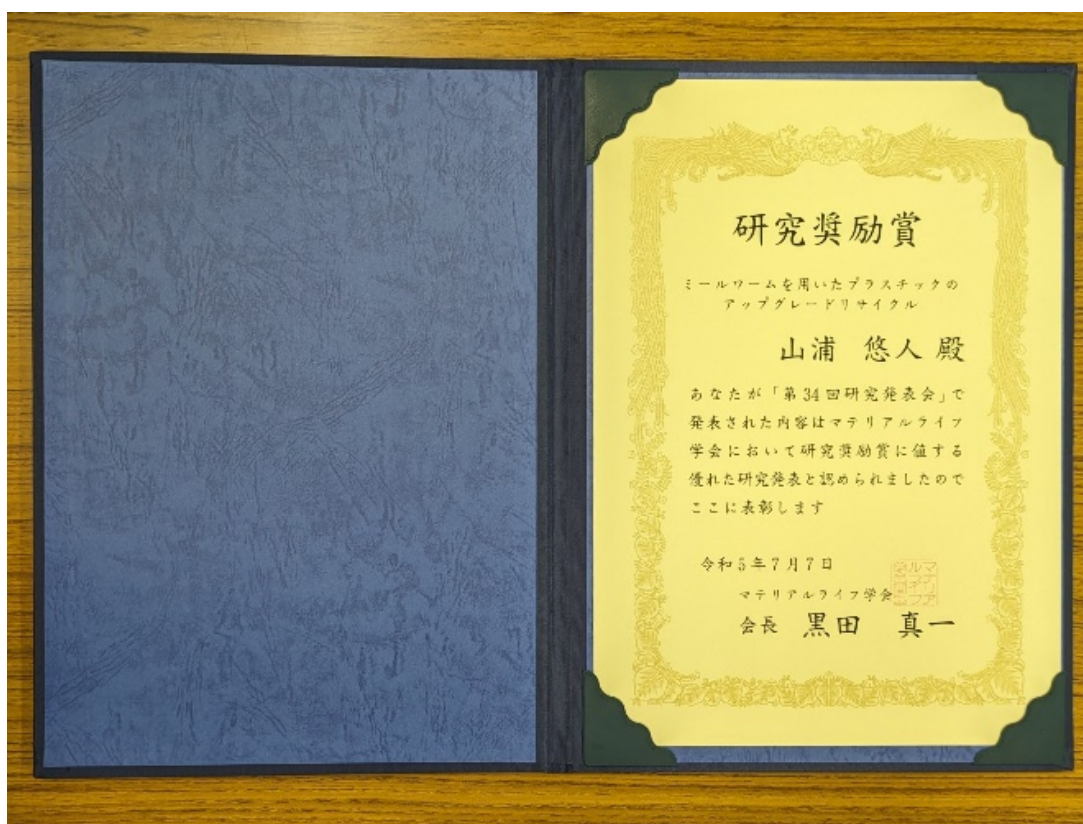 研究奨励賞
ミールワームを用いたプラスチックの
アップグレードリサイクル
山浦 悠人 殿
あなたが「第34回研究発表会」で
発表された内容はマテリアルライフ
学会において研究奨励賞に値する
優れた研究発表と認められましたので
ここに表彰します
令和5年7月7日
マテリアルライフ学会
会長 黒田 真一